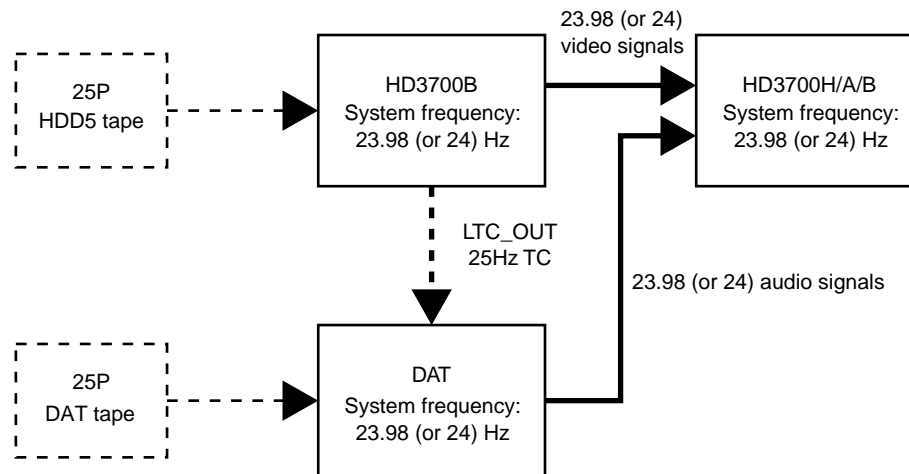 23.98 (or 24)
video signals
25P
HDD5 tape
HD3700B
System frequency:
23.98 (or 24) Hz
HD3700H/A/B
System frequency:
23.98 (or 24) Hz
LTC_OUT
25Hz TC
23.98 (or 24) audio signals
25P
DAT tape
DAT
System frequency:
23.98 (or 24) Hz